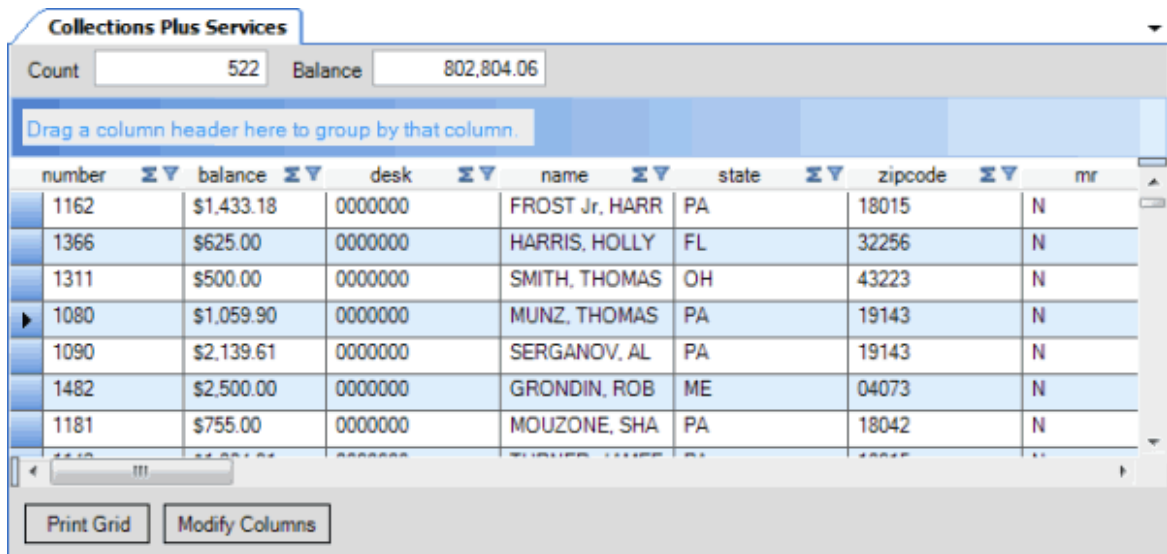 Collections Plus Services
Count 522 Balance 802,804.06
Drag a column header here to group by that column.
number Σ balance Σ desk Σ name Σ state Σ zipcode Σ mr
1162 $1,433.18 0000000 FROST Jr, HARR PA 18015 N
1366 $625.00 0000000 HARRIS, HOLLY FL 32256 N
1311 $500.00 0000000 SMITH, THOMAS OH 43223 N
1080 $1,059.90 0000000 MUNZ, THOMAS PA 19143 N
1090 $2,139.61 0000000 SERGANOV, AL PA 19143 N
1482 $2,500.00 0000000 GRONDIN, ROB ME 04073 N
1181 $755.00 0000000 MOUZONE, SHA PA 18042 N
Print Grid Modify Columns